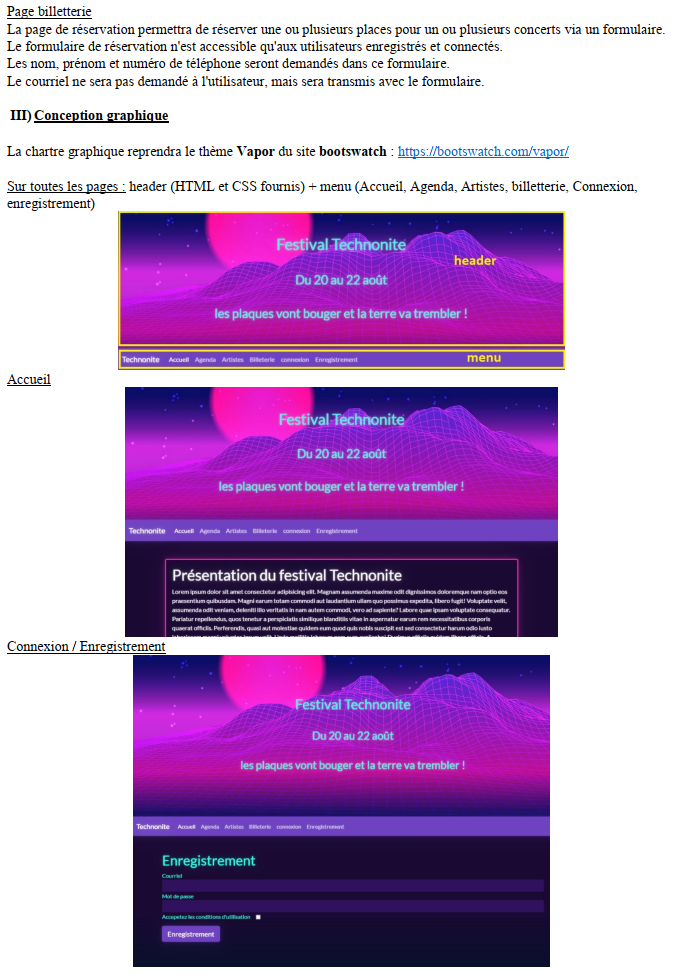 Page billetterie
La page de réservation permettra de réserver une ou plusieurs places pour un ou plusieurs concerts via un formulaire.
Le formulaire de réservation n'est accessible qu'aux utilisateurs enregistrés et connectés.
Les nom, prénom et numéro de téléphone seront demandés dans ce formulaire.
Le courriel ne sera pas demandé à l'utilisateur, mais sera transmis avec le formulaire.
III) Conception graphique
La chartre graphique reprendra le thème Vapor du site bootswatch : https://bootswatch.com/vapor/
Sur toutes les pages : header (HTML et CSS fournis) + menu (Accueil, Agenda, Artistes, billetterie, Connexion,
enregistrement)
Festival Technonite
header
Du 20 au 22 août
les plaques vont bouger et la terre va trembler !
Technonite Accueil Agenda Artistes Billeterie connexion Enregistrement menu
Accueil
Festival Technonite
Du 20 au 22 août
les plaques vont bouger et la terre va trembler !
Technonite Accueil Agenda Artistes Billeterie connexion Enregistrement
Présentation du festival Technonite
Lorem ipsum dolor sit amet consectetur adipisicing elit. Magnam assumenda maxime odit dignissimos doloremque nam optio eos
praesentium quibusdam. Magni earum totam commodi aut laudantium ullam quo possimus expedita, libero fugit! Voluptate velit,
assumenda odit veniam, deleniti illo veritatis in nam autem commodi, vero ad sapiente? Labore quae ipsam voluptate consequatur.
Pariatur repellendus, quos tenetur a perspiciatis similique blanditiis vitae in aspernatur earum rem necessitatibus corporis
quaerat officiis. Perferendis, quasi aut molestiae quidem eum quod quis nobis suscipit est sed consectetur harum odio iusto
Connexion / Enregistrement
Festival Technonite
Du 20 au 22 août
les plaques vont bouger et la terre va trembler !
Technonite Accueil Agenda Artistes Billeterie connexion Enregistrement
Enregistrement
Courriel
Mot de passe
Accepetez les conditions d'utilisation
Enregistrement